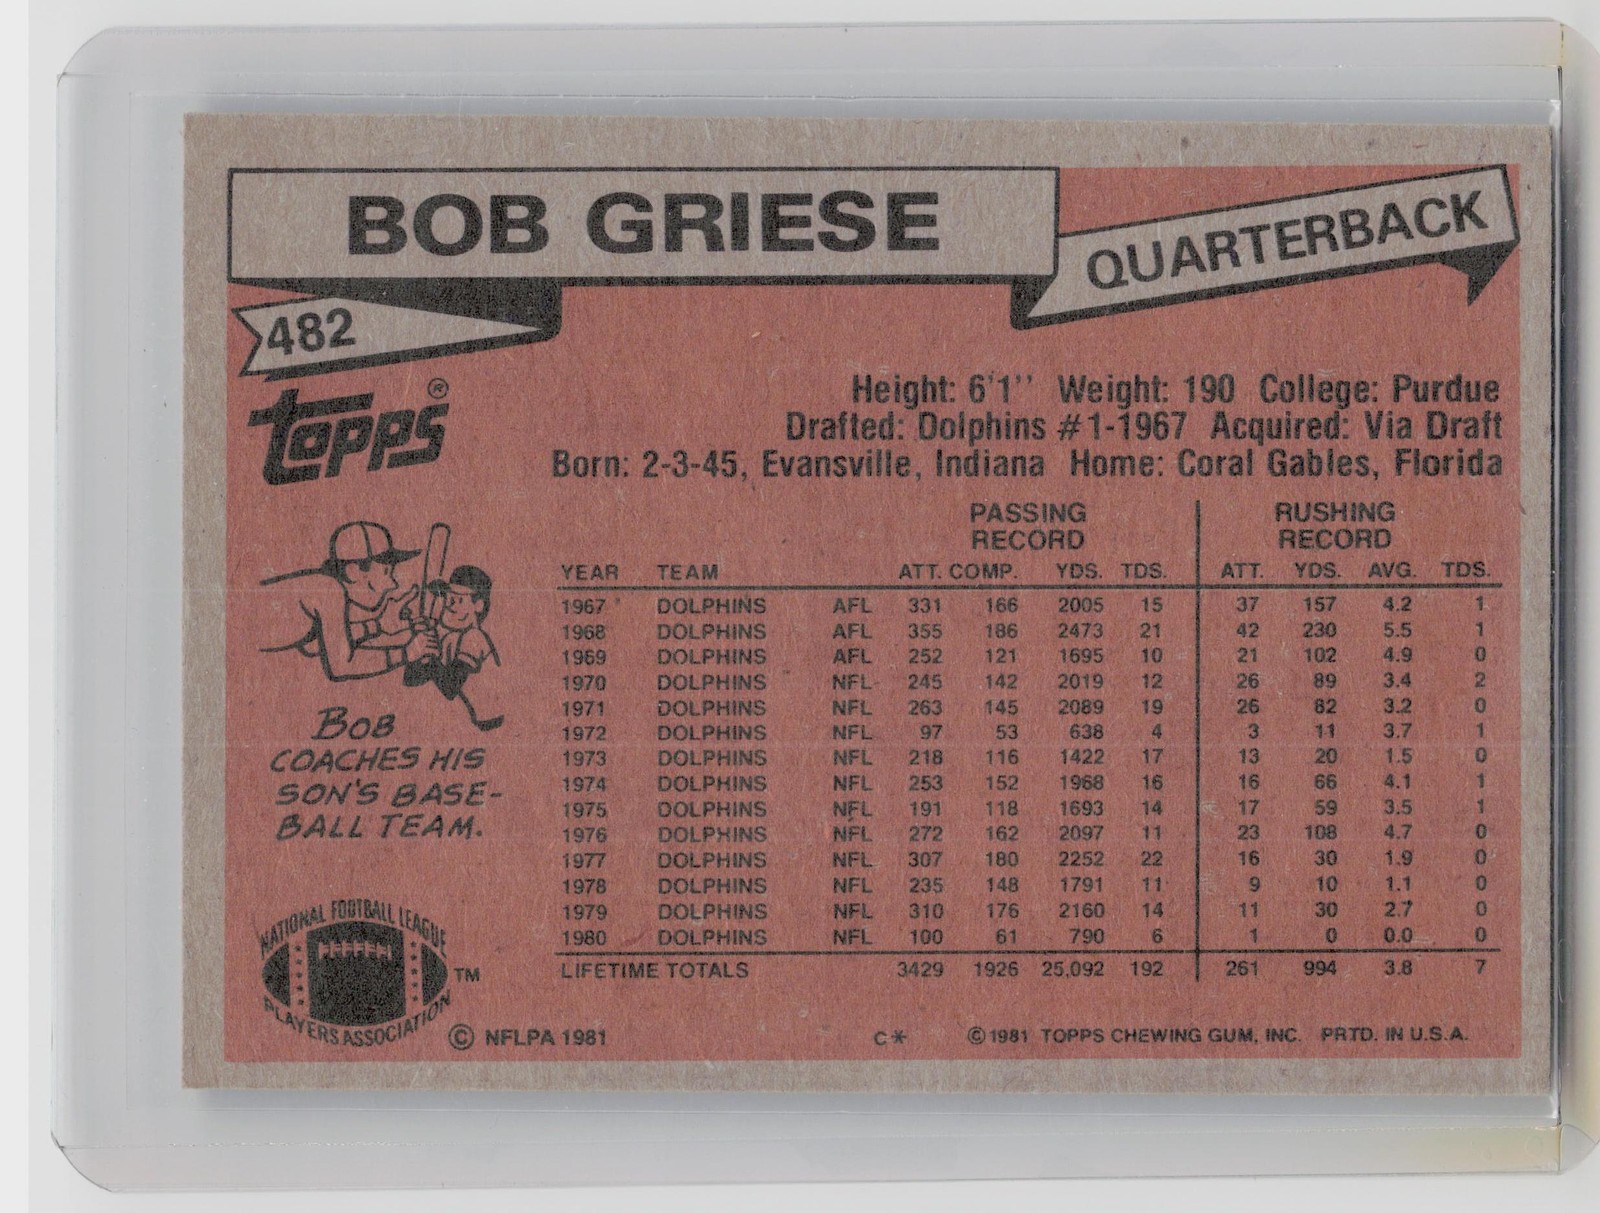 BOB GRIESE
QUARTERBACK
482
TOPPS®
Height: 6'1'' Weight: 190 College: Purdue
Drafted: Dolphins #1-1967 Acquired: Via Draft
Born: 2-3-45, Evansville, Indiana Home: Coral Gables, Florida
PASSING RECORD RUSHING RECORD
YEAR TEAM ATT. COMP. YDS. TDS. ATT. YDS. AVG. TDS.
1967 DOLPHINS AFL 331 166 2005 15 37 157 4.2 1
1968 DOLPHINS AFL 355 186 2473 21 42 230 5.5 1
1969 DOLPHINS AFL 252 121 1695 10 21 102 4.9 0
1970 DOLPHINS NFL 245 142 2019 12 26 89 3.4 2
1971 DOLPHINS NFL 263 145 2089 19 26 82 3.2 0
1972 DOLPHINS NFL 97 53 638 4 3 11 3.7 1
1973 DOLPHINS NFL 218 116 1422 17 13 20 1.5 0
1974 DOLPHINS NFL 253 152 1968 16 16 66 4.1 1
1975 DOLPHINS NFL 191 118 1693 14 17 59 3.5 1
1976 DOLPHINS NFL 272 162 2097 11 23 108 4.7 0
1977 DOLPHINS NFL 307 180 2252 22 16 30 1.9 0
1978 DOLPHINS NFL 235 148 1791 11 9 10 1.1 0
1979 DOLPHINS NFL 310 176 2160 14 11 30 2.7 0
1980 DOLPHINS NFL 100 61 790 6 1 0 0.0 0
LIFETIME TOTALS 3429 1926 25,092 192 261 994 3.8 7
BOB
COACHES HIS
SON'S BASE-
BALL TEAM.
NATIONAL FOOTBALL LEAGUE
PLAYERS ASSOCIATION
TM
© NFLPA 1981
C*
©1981 TOPPS CHEWING GUM, INC. PRTD. IN U.S.A.